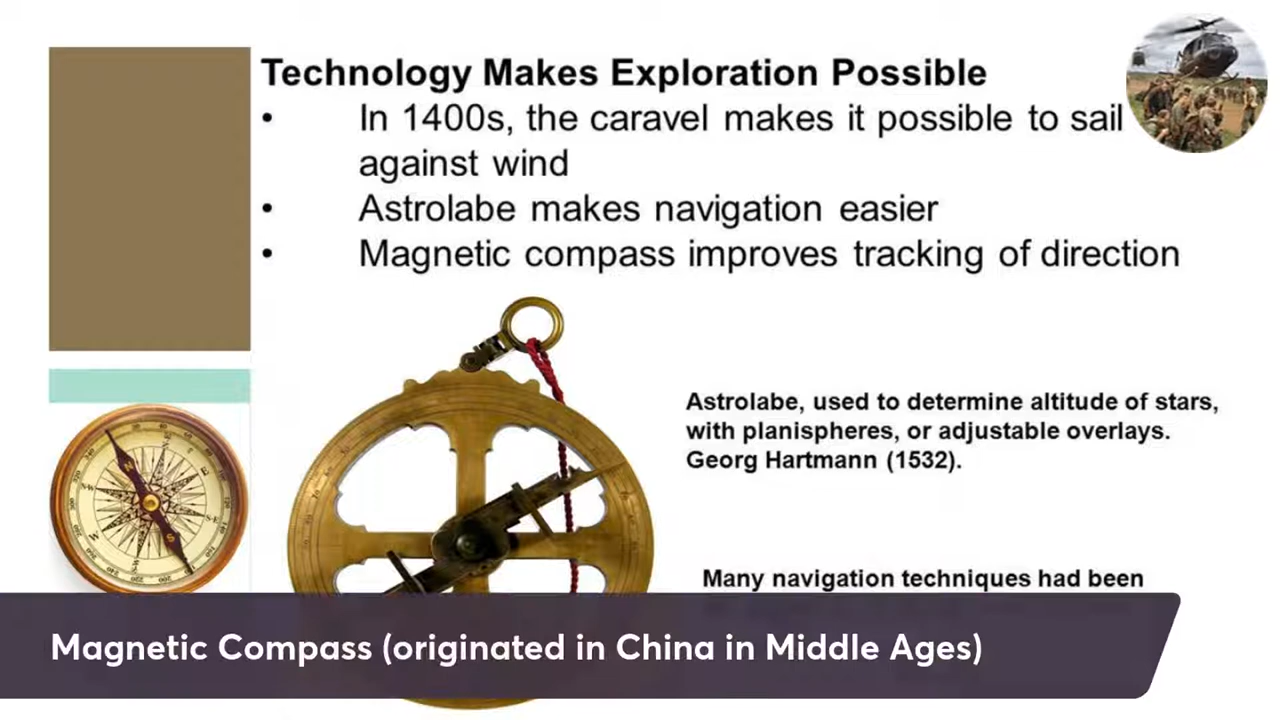 Technology Makes Exploration Possible
• In 1400s, the caravel makes it possible to sail
against wind
• Astrolabe makes navigation easier
• Magnetic compass improves tracking of direction
Astrolabe, used to determine altitude of stars,
with planispheres, or adjustable overlays.
Georg Hartmann (1532).
Many navigation techniques had been
Magnetic Compass (originated in China in Middle Ages)